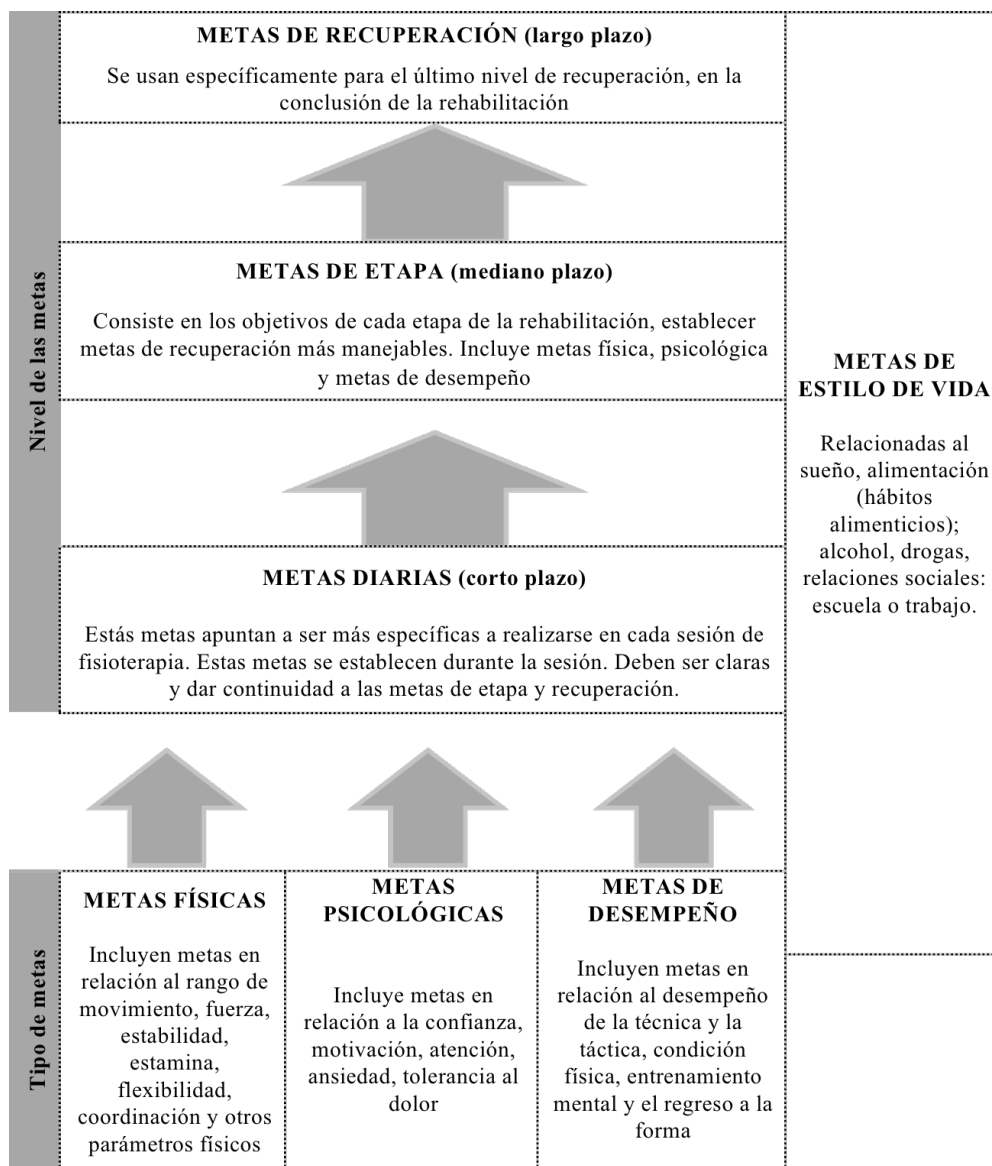 Nivel de las metas
METAS DE RECUPERACIÓN (largo plazo)
Se usan específicamente para el último nivel de recuperación, en la
conclusión de la rehabilitación
METAS DE ETAPA (mediano plazo)
Consiste en los objetivos de cada etapa de la rehabilitación, establecer
metas de recuperación más manejables. Incluye metas física, psicológica
y metas de desempeño
METAS DIARIAS (corto plazo)
Estás metas apuntan a ser más específicas a realizarse en cada sesión de
fisioterapia. Estas metas se establecen durante la sesión. Deben ser claras
y dar continuidad a las metas de etapa y recuperación.
METAS DE
ESTILO DE VIDA
Relacionadas al
sueño, alimentación
(hábitos
alimenticios);
alcohol, drogas,
relaciones sociales:
escuela o trabajo.
Tipo de metas
METAS FÍSICAS
Incluyen metas en
relación al rango de
movimiento, fuerza,
estabilidad,
estamina,
flexibilidad,
coordinación y otros
parámetros físicos
METAS
PSICOLÓGICAS
Incluye metas en
relación a la confianza,
motivación, atención,
ansiedad, tolerancia al
dolor
METAS DE
DESEMPEÑO
Incluyen metas en
relación al desempeño
de la técnica y la
táctica, condición
física, entrenamiento
mental y el regreso a la
forma